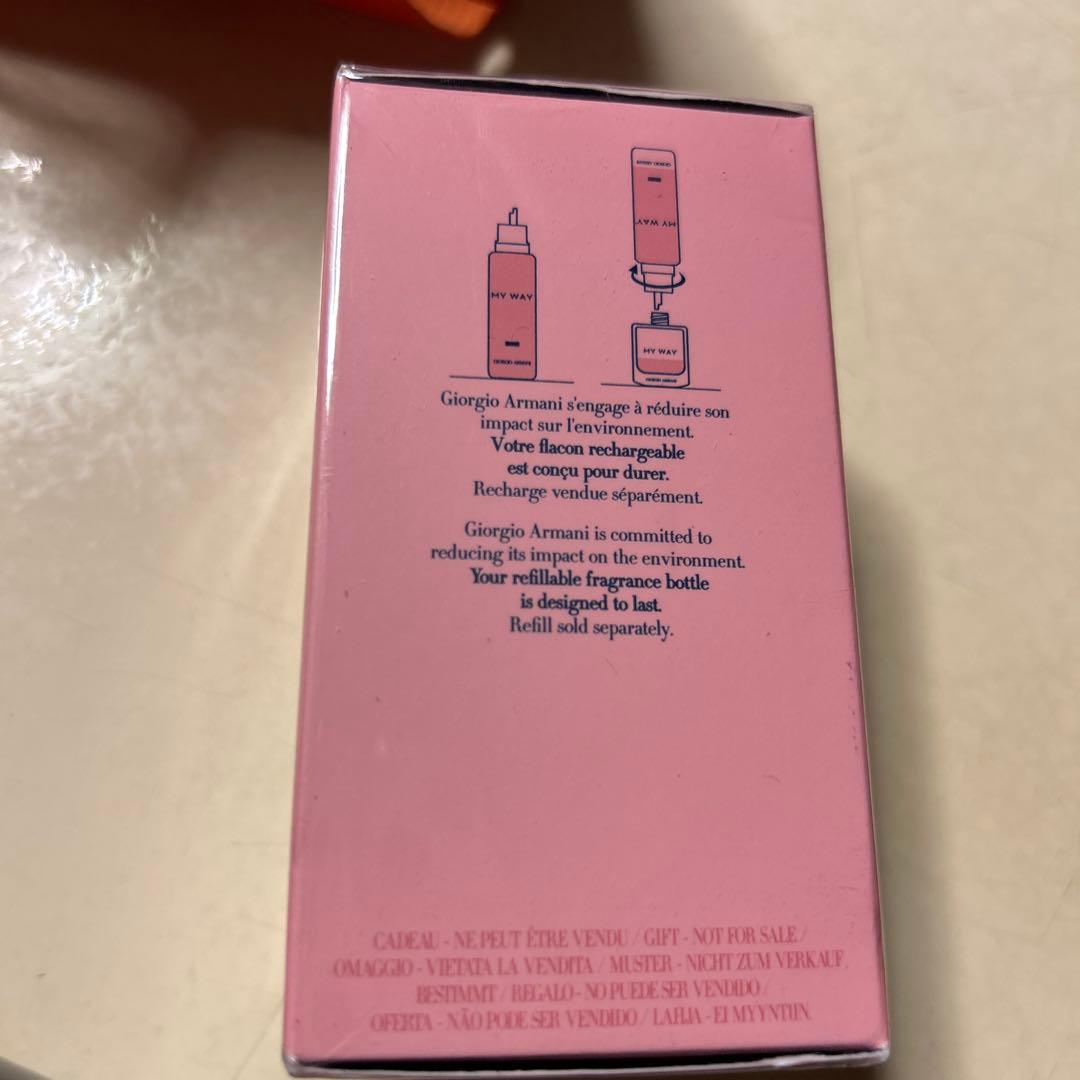 GIORGIO ARMANI
MY WAY
MY WAY
GIORGIO ARMANI
MY WAY
GIORGIO ARMANI
Giorgio Armani s'engage à réduire son
impact sur l'environnement.
Votre flacon rechargeable
est conçu pour durer.
Recharge vendue séparément.
Giorgio Armani is committed to
reducing its impact on the environment.
Your refillable fragrance bottle
is designed to last.
Refill sold separately.
CADEAU - NE PEUT ÊTRE VENDU / GIFT - NOT FOR SALE /
OMAGGIO - VIETATA LA VENDITA / MUSTER - NICHT ZUM VERKAUF
BESTIMMT / REGALO - NO PUEDE SER VENDIDO /
OFERTA - NÃO PODE SER VENDIDO / LAHJA - EI MYYNTIIN